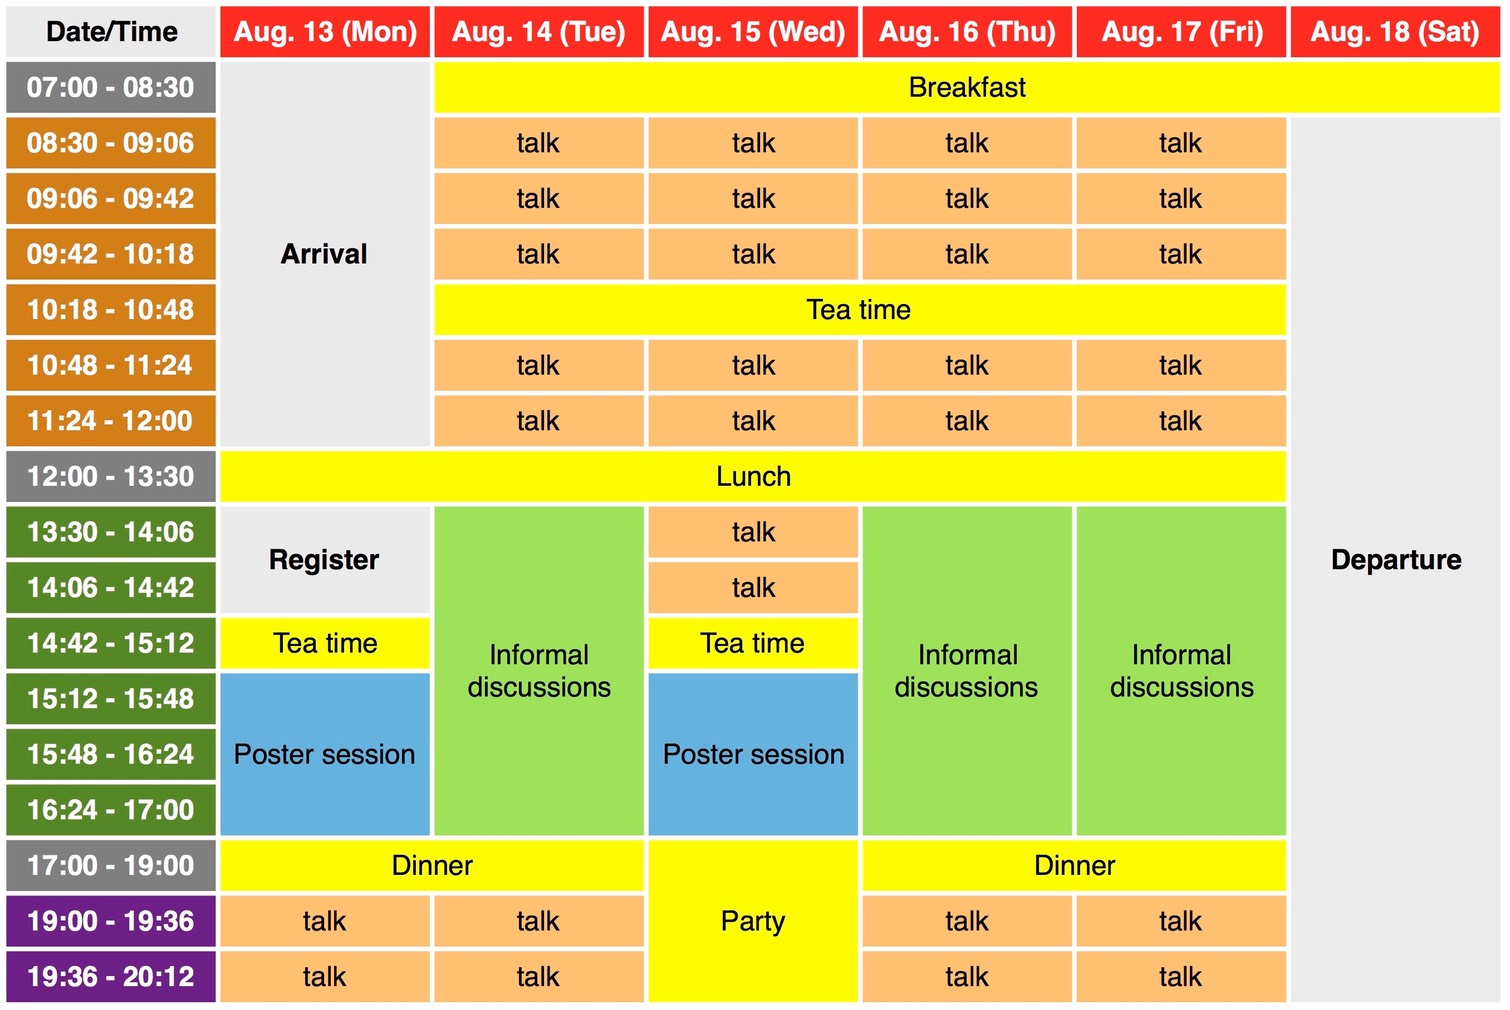 Date/Time Aug. 13 (Mon) Aug. 14 (Tue) Aug. 15 (Wed) Aug. 16 (Thu) Aug. 17 (Fri) Aug. 18 (Sat)
07:00 - 08:30 Breakfast
08:30 - 09:06 talk talk talk talk
09:06 - 09:42 talk talk talk talk
09:42 - 10:18 Arrival talk talk talk talk
10:18 - 10:48 Tea time
10:48 - 11:24 talk talk talk talk
11:24 - 12:00 talk talk talk talk
12:00 - 13:30 Lunch
13:30 - 14:06 talk
Register Departure
14:06 - 14:42 talk
14:42 - 15:12 Tea time Tea time
Informal Informal Informal
discussions discussions discussions
15:12 - 15:48
15:48 - 16:24 Poster session Poster session
16:24 - 17:00
17:00 - 19:00 Dinner Dinner
19:00 - 19:36 talk talk Party talk talk
19:36 - 20:12 talk talk talk talk